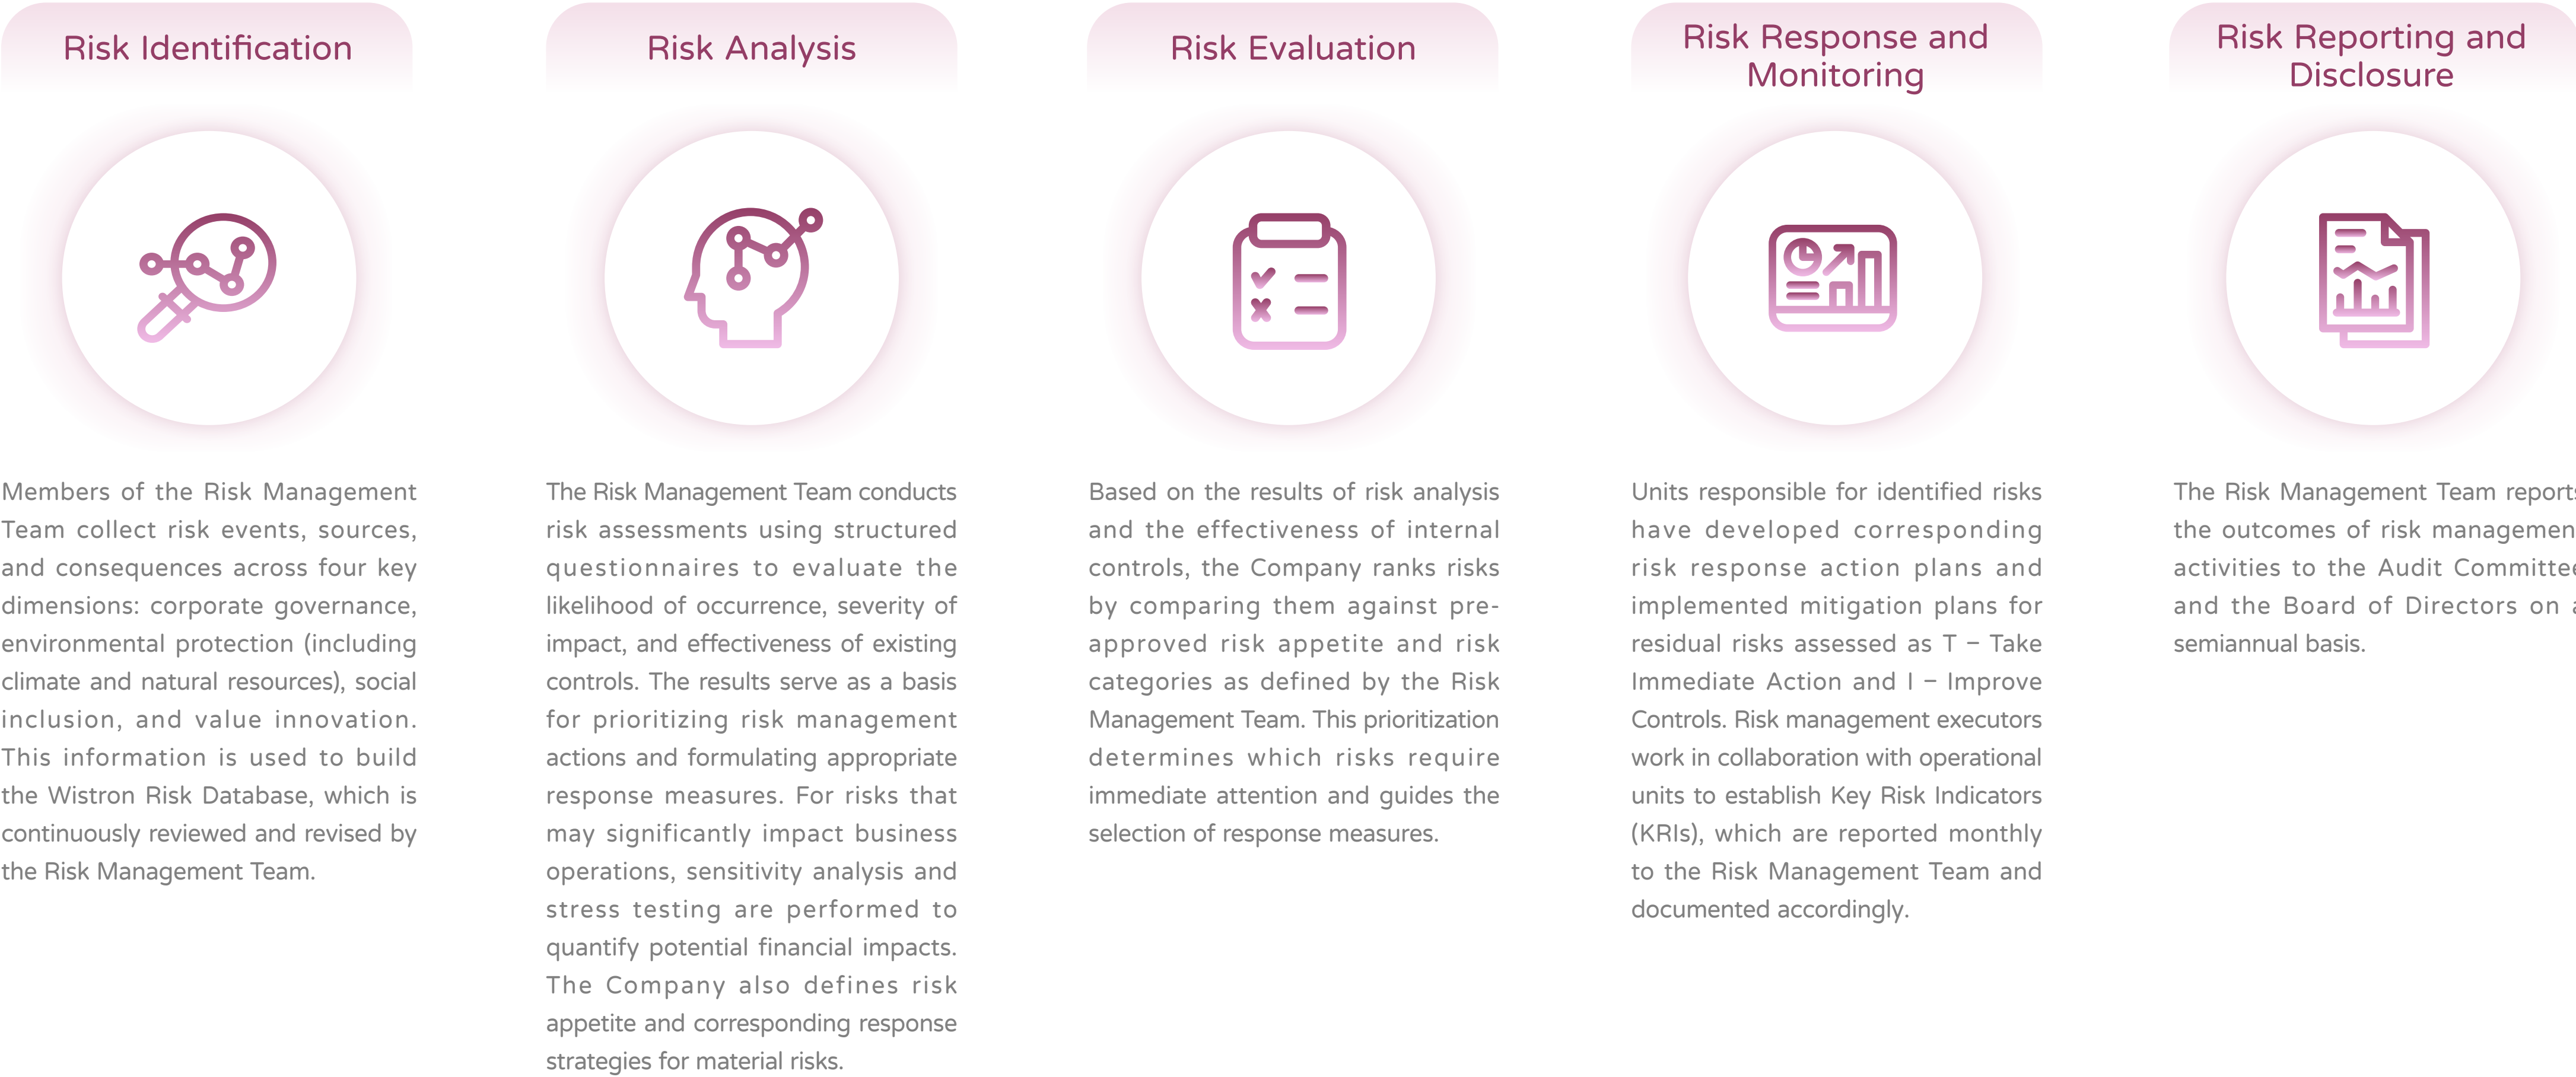 Risk Identification
Members of the Risk Management
Team collect risk events, sources,
and consequences across four key
dimensions: corporate governance,
environmental protection (including
climate and natural resources), social
inclusion, and value innovation.
This information is used to build
the Wistron Risk Database, which is
continuously reviewed and revised by
the Risk Management Team.
Risk Analysis
The Risk Management Team conducts
risk assessments using structured
questionnaires to evaluate the
likelihood of occurrence, severity of
impact, and effectiveness of existing
controls. The results serve as a basis
for prioritizing risk management
actions and formulating appropriate
response measures. For risks that
may significantly impact business
operations, sensitivity analysis and
stress testing are performed to
quantify potential financial impacts.
The Company also defines risk
appetite and corresponding response
strategies for material risks.
Risk Evaluation
Based on the results of risk analysis
and the effectiveness of internal
controls, the Company ranks risks
by comparing them against pre-
approved risk appetite and risk
categories as defined by the Risk
Management Team. This prioritization
determines which risks require
immediate attention and guides the
selection of response measures.
Risk Response and
Monitoring
Units responsible for identified risks
have developed corresponding
risk response action plans and
implemented mitigation plans for
residual risks assessed as T – Take
Immediate Action and I – Improve
Controls. Risk management executors
work in collaboration with operational
units to establish Key Risk Indicators
(KRIs), which are reported monthly
to the Risk Management Team and
documented accordingly.
Risk Reporting and
Disclosure
The Risk Management Team reports
the outcomes of risk management
activities to the Audit Committee
and the Board of Directors on a
semiannual basis.